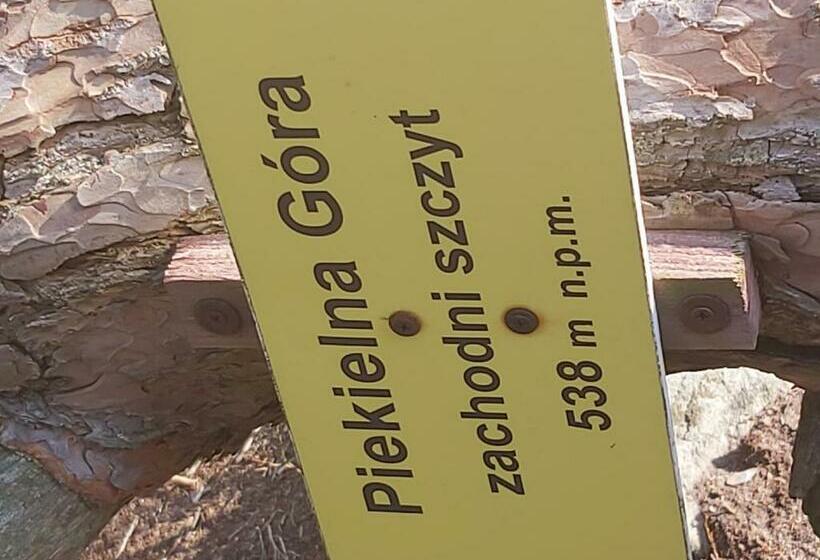 Piekielna Góra
zachodni szczyt
538 m n.p.m.